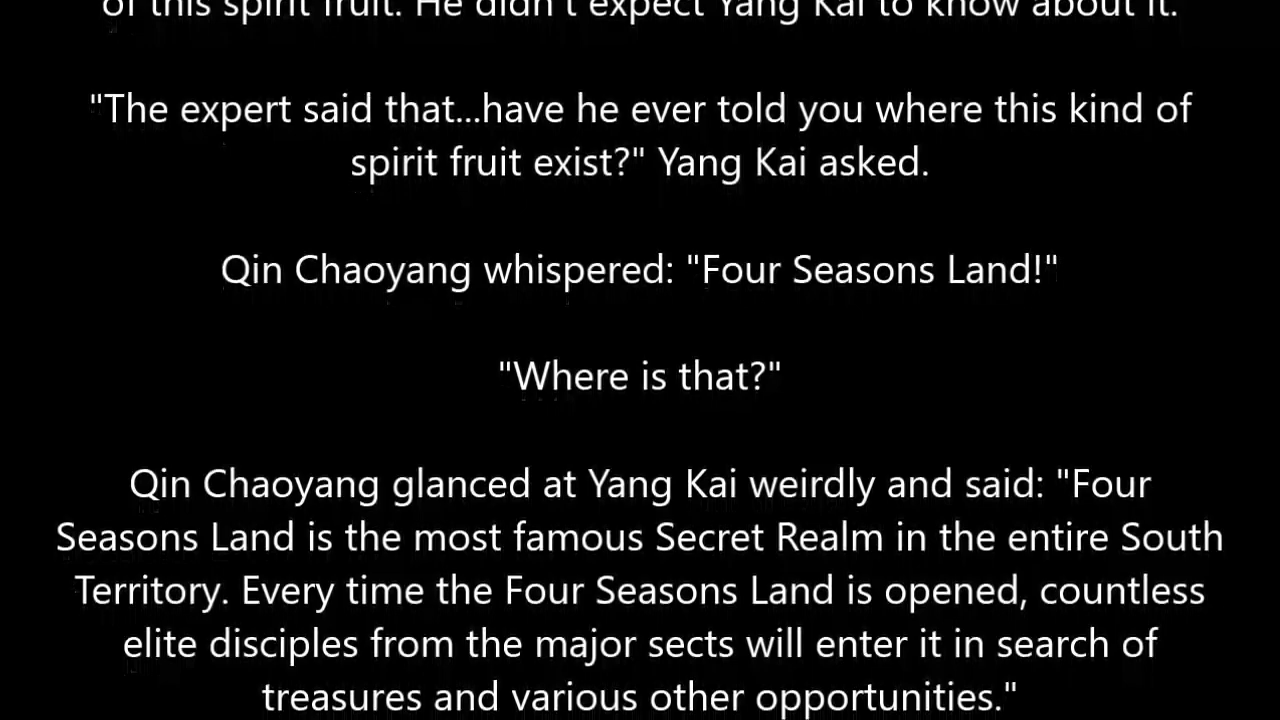 of this spirit fruit. He didn't expect Yang Kai to know about it.
"The expert said that...have he ever told you where this kind of
spirit fruit exist?" Yang Kai asked.
Qin Chaoyang whispered: "Four Seasons Land!"
"Where is that?"
Qin Chaoyang glanced at Yang Kai weirdly and said: "Four
Seasons Land is the most famous Secret Realm in the entire South
Territory. Every time the Four Seasons Land is opened, countless
elite disciples from the major sects will enter it in search of
treasures and various other opportunities."